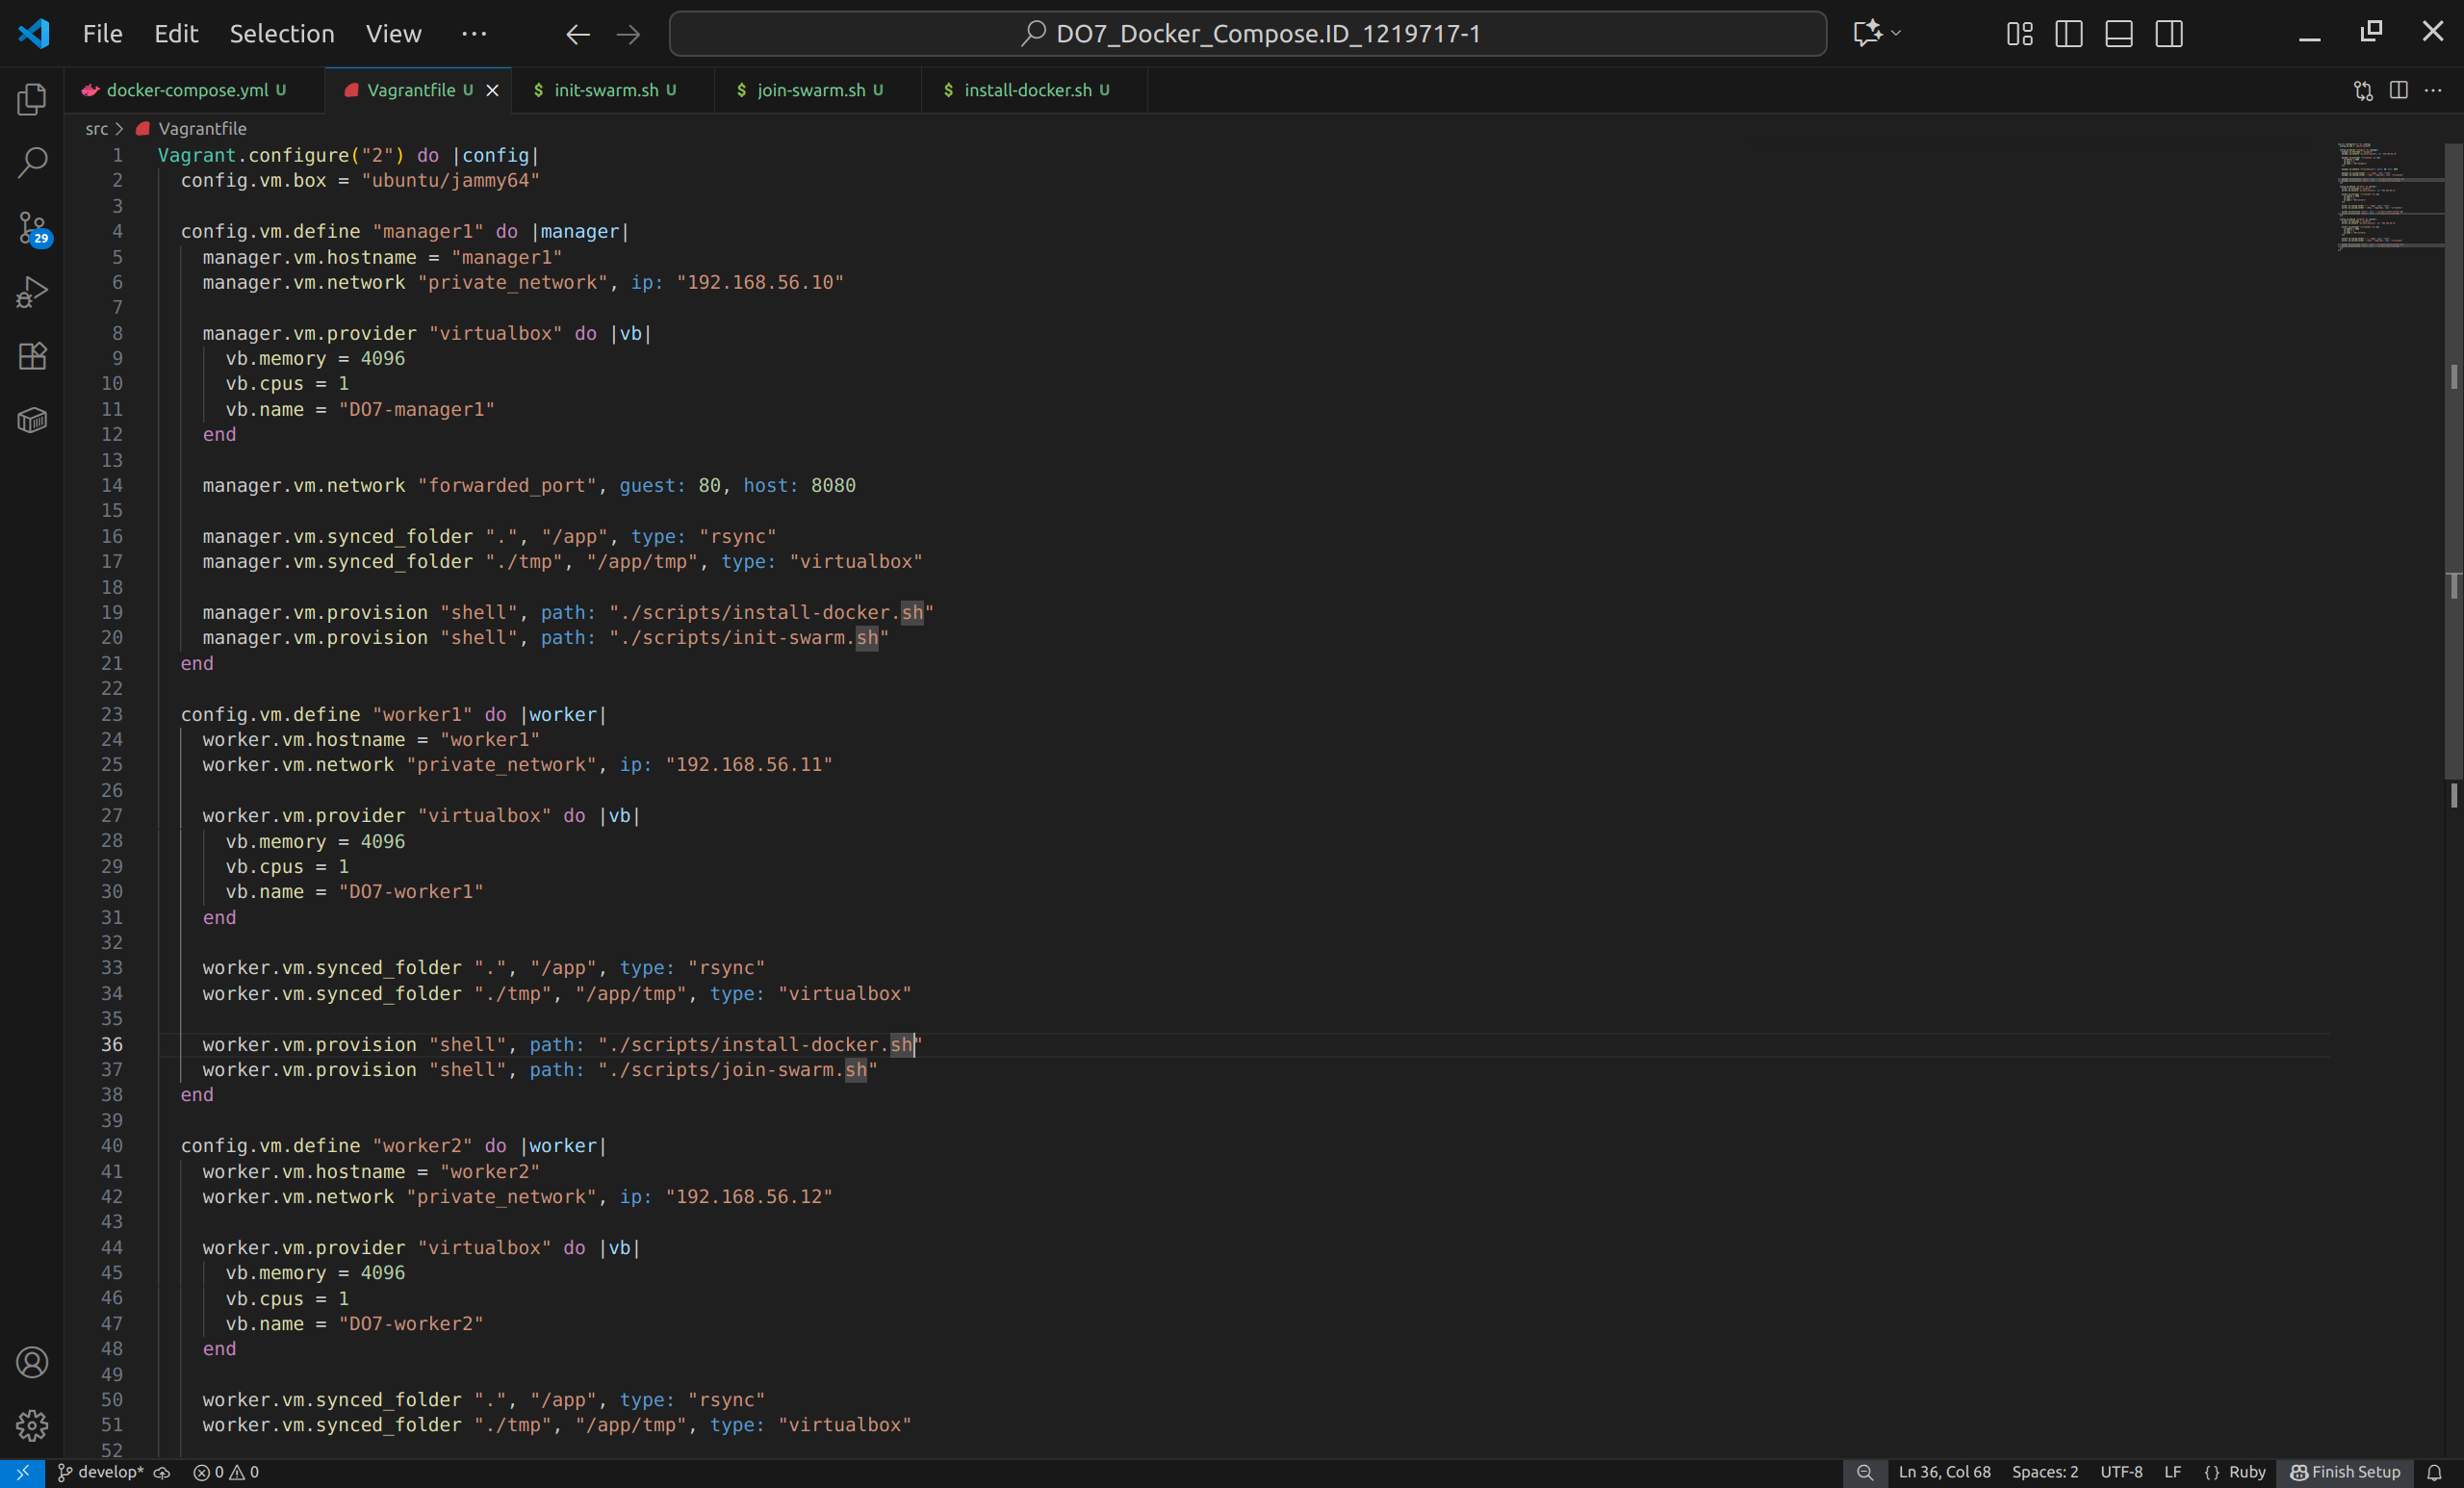 File Edit Selection View ··· DO7_Docker_Compose.ID_1219717-1
docker-compose.yml U Vagrantfile U init-swarm.sh U join-swarm.sh U install-docker.sh U
src > Vagrantfile
1 Vagrant.configure("2") do |config|
2 config.vm.box = "ubuntu/jammy64"
3
4 config.vm.define "manager1" do |manager|
5 manager.vm.hostname = "manager1"
6 manager.vm.network "private_network", ip: "192.168.56.10"
7
8 manager.vm.provider "virtualbox" do |vb|
9 vb.memory = 4096
10 vb.cpus = 1
11 vb.name = "DO7-manager1"
12 end
13
14 manager.vm.network "forwarded_port", guest: 80, host: 8080
15
16 manager.vm.synced_folder ".", "/app", type: "rsync"
17 manager.vm.synced_folder "./tmp", "/app/tmp", type: "virtualbox"
18
19 manager.vm.provision "shell", path: "./scripts/install-docker.sh"
20 manager.vm.provision "shell", path: "./scripts/init-swarm.sh"
21 end
22
23 config.vm.define "worker1" do |worker|
24 worker.vm.hostname = "worker1"
25 worker.vm.network "private_network", ip: "192.168.56.11"
26
27 worker.vm.provider "virtualbox" do |vb|
28 vb.memory = 4096
29 vb.cpus = 1
30 vb.name = "DO7-worker1"
31 end
32
33 worker.vm.synced_folder ".", "/app", type: "rsync"
34 worker.vm.synced_folder "./tmp", "/app/tmp", type: "virtualbox"
35
36 worker.vm.provision "shell", path: "./scripts/install-docker.sh"
37 worker.vm.provision "shell", path: "./scripts/join-swarm.sh"
38 end
39
40 config.vm.define "worker2" do |worker|
41 worker.vm.hostname = "worker2"
42 worker.vm.network "private_network", ip: "192.168.56.12"
43
44 worker.vm.provider "virtualbox" do |vb|
45 vb.memory = 4096
46 vb.cpus = 1
47 vb.name = "DO7-worker2"
48 end
49
50 worker.vm.synced_folder ".", "/app", type: "rsync"
51 worker.vm.synced_folder "./tmp", "/app/tmp", type: "virtualbox"
52
29
develop* 0 0 Ln 36, Col 68 Spaces: 2 UTF-8 LF {} Ruby Finish Setup